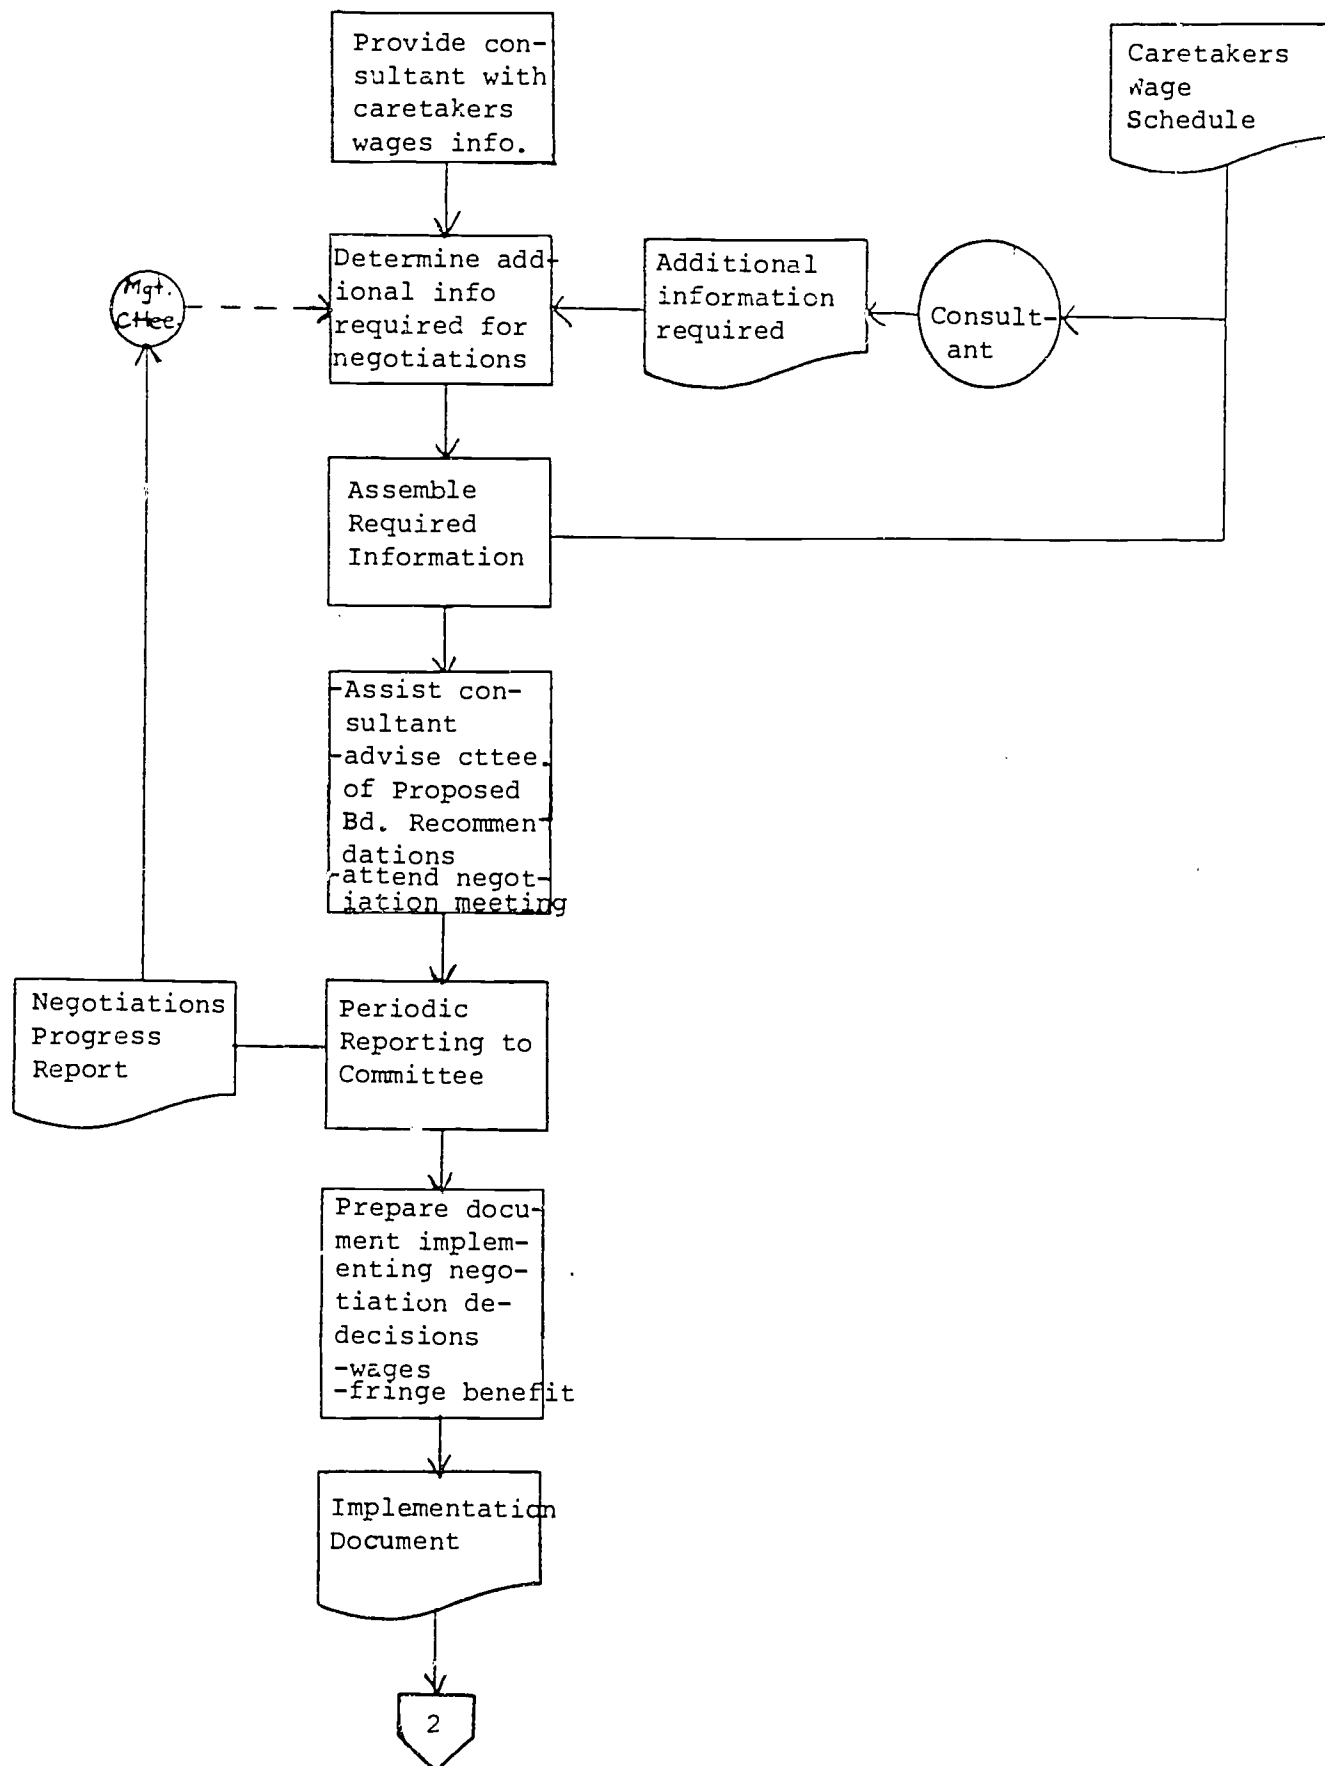 Provide con-
sultant with
caretakers
wages info.
Caretakers
Wage
Schedule
Mgt.
Cttee.
Determine add-
ional info
required for
negotiations
Additional
information
required
Consult-
ant
Assemble
Required
Information
-Assist con-
sultant
-advise cttee.
of Proposed
Bd. Recommen-
dations
-attend negot-
iation meeting
Negotiations
Progress
Report
Periodic
Reporting to
Committee
Prepare docu-
ment implem-
enting nego-
tiation de-
decisions
-wages
-fringe benefit
Implementation
Document
2